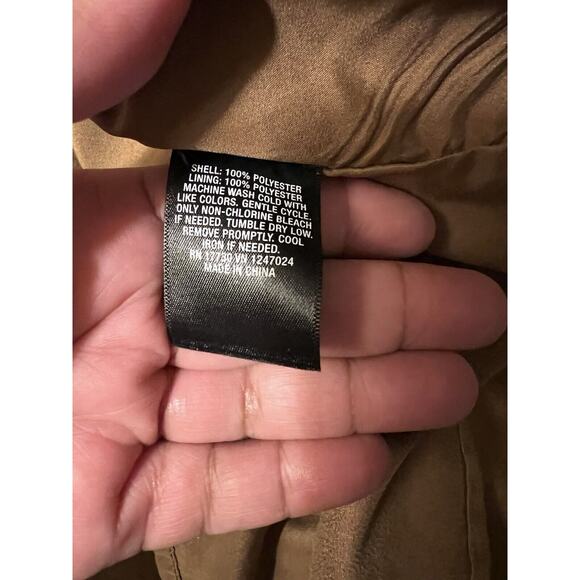 SHELL: 100% POLYESTER
LINING: 100% POLYESTER
MACHINE WASH COLD WITH
LIKE COLORS. GENTLE CYCLE.
ONLY NON-CHLORINE BLEACH
IF NEEDED. TUMBLE DRY LOW.
REMOVE PROMPTLY. COOL
IRON IF NEEDED.
RN 17730 VN 1247024
MADE IN CHINA